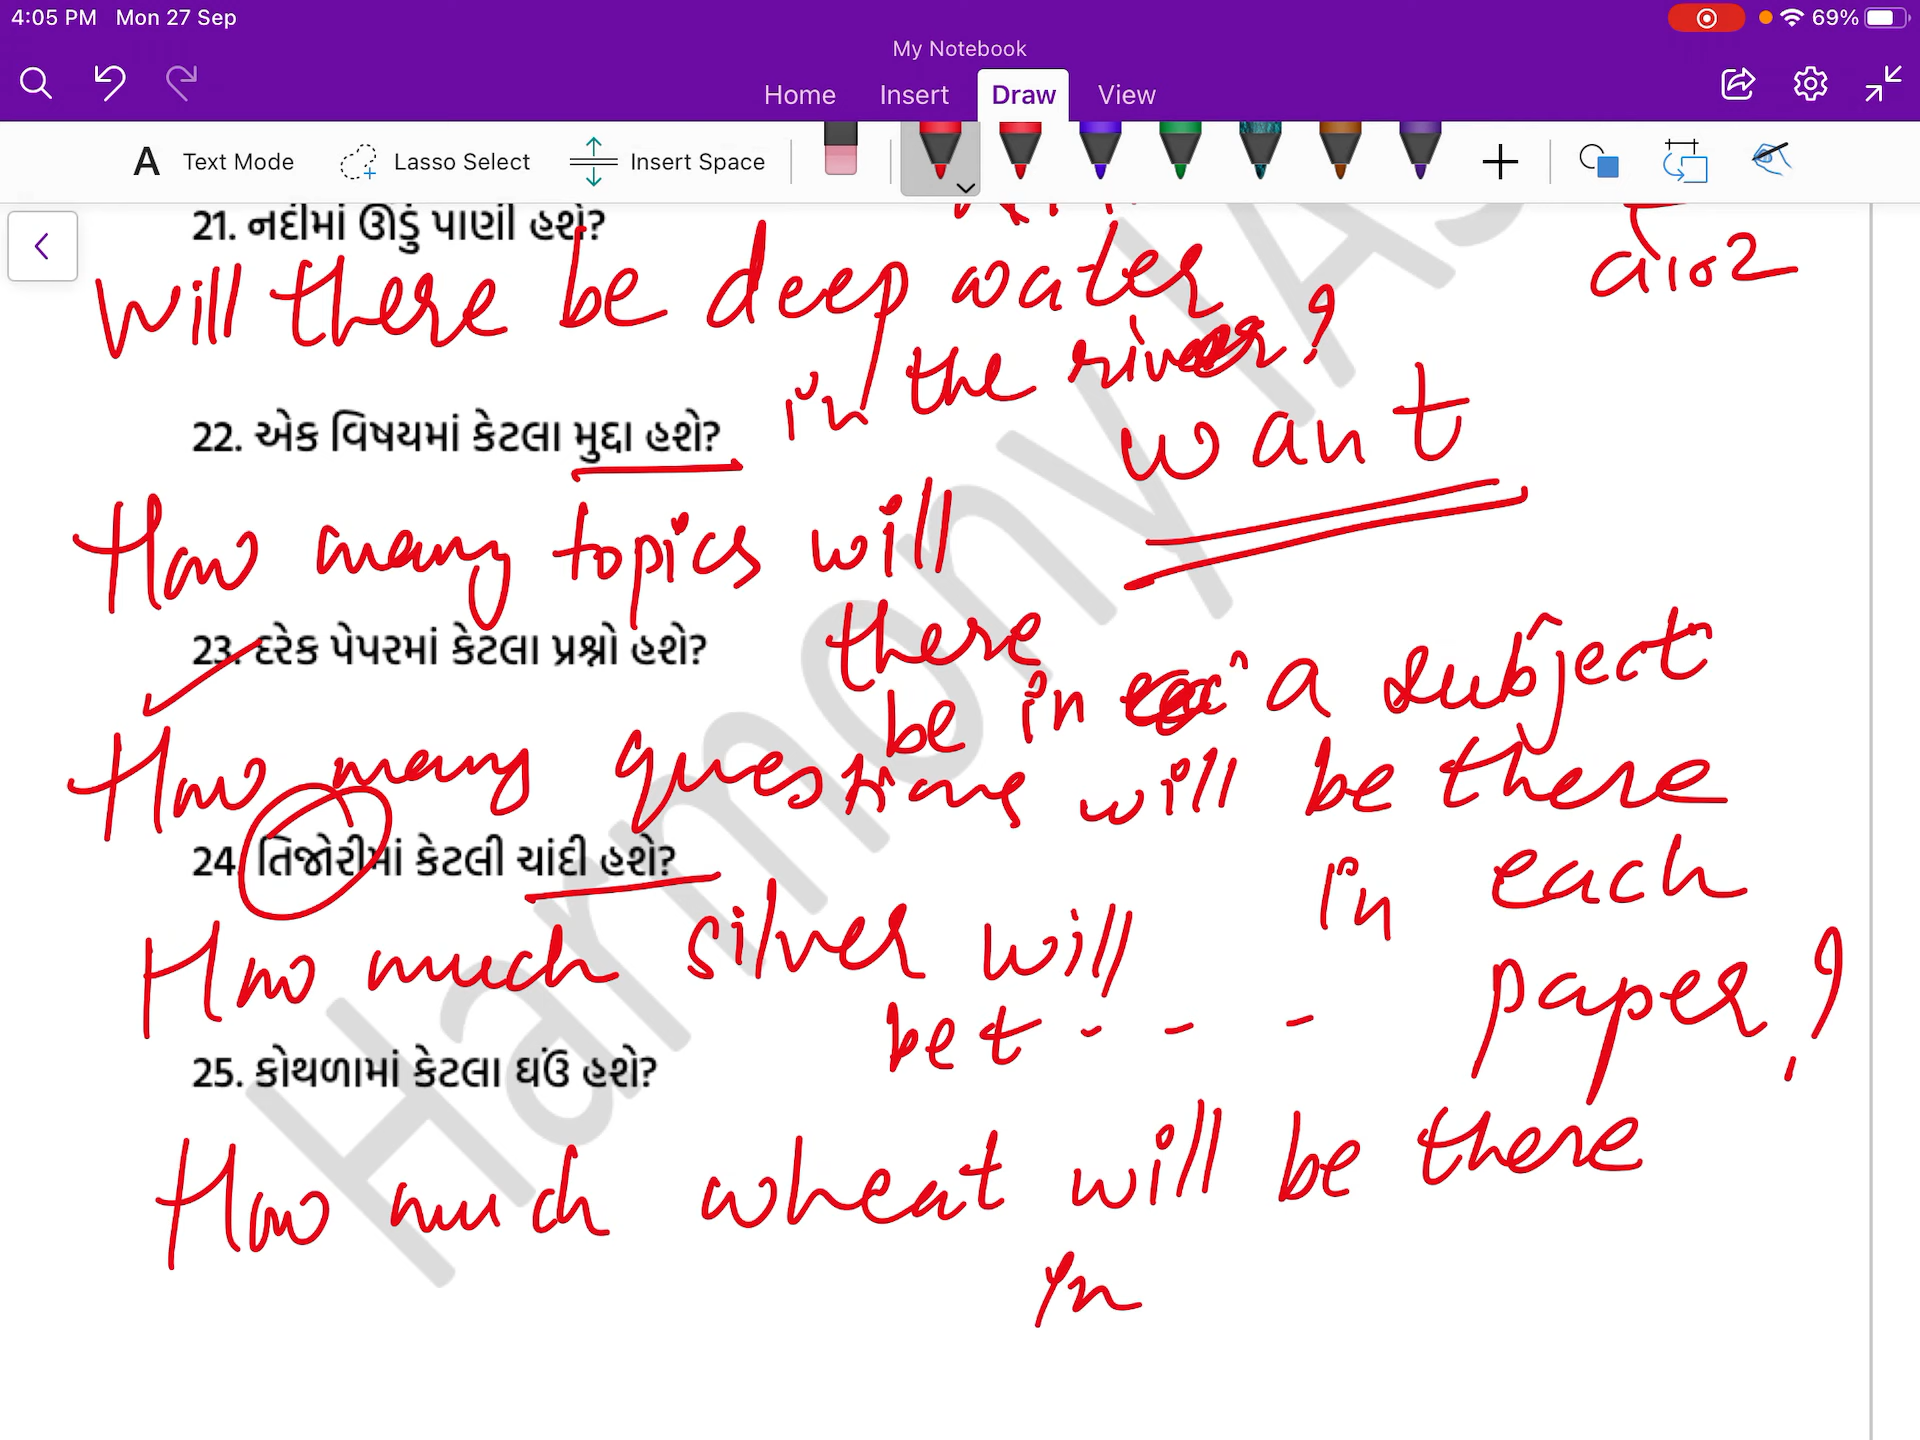 4:05 PM Mon 27 Sep
69%
My Notebook
Home Insert Draw View
A Text Mode Lasso Select Insert Space
21. નદીમાં ઊંડું પાણી હશે?
Will there be deep water
in the river?
22. એક વિષયમાં કેટલા મુદ્દા હશે?
want
How many topics will
there
be in a subject
23. દરેક પેપરમાં કેટલા પ્રશ્નો હશે?
How many questions will be there
in each
paper?
24. તિજોરીમાં કેટલી ચાંદી હશે?
How much silver will
be t - - -
25. કોથળામાં કેટલા ઘઉં હશે?
How much wheat will be there
in
Harmony IAS